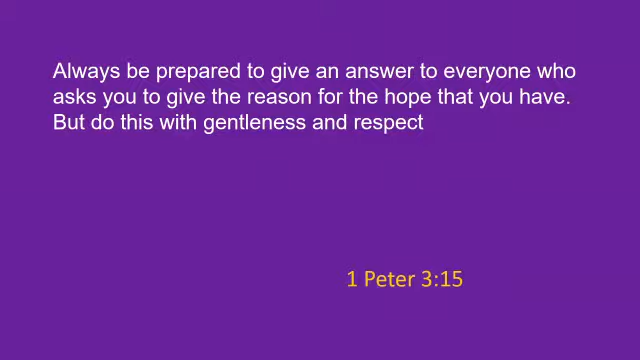 Always be prepared to give an answer to everyone who
asks you to give the reason for the hope that you have.
But do this with gentleness and respect
1 Peter 3:15